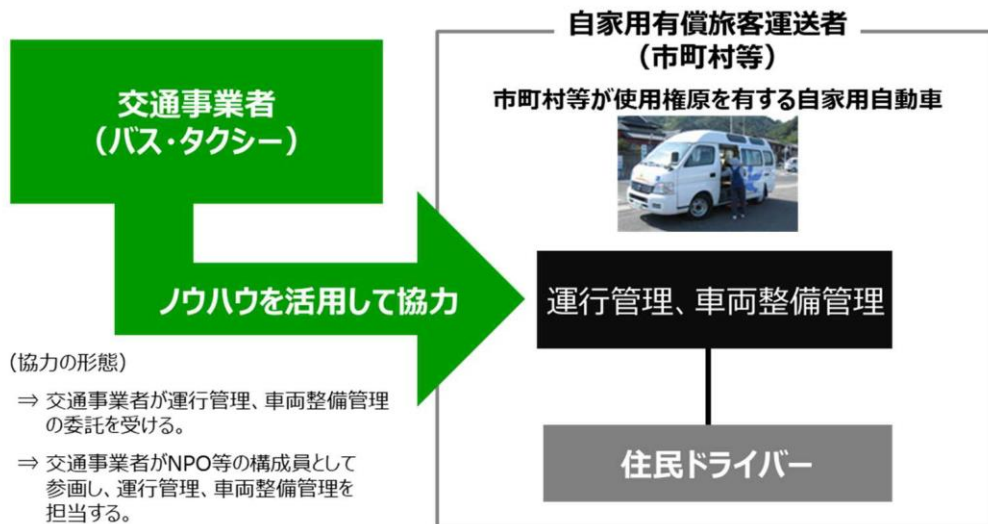 交通事業者
（バス・タクシー）
ノウハウを活用して協力
（協力の形態）
⇒ 交通事業者が運行管理、車両整備管理
の委託を受ける。
⇒ 交通事業者がNPO等の構成員として
参画し、運行管理、車両整備管理を
担当する。
自家用有償旅客運送者
（市町村等）
市町村等が使用権原を有する自家用自動車
運行管理、車両整備管理
住民ドライバー